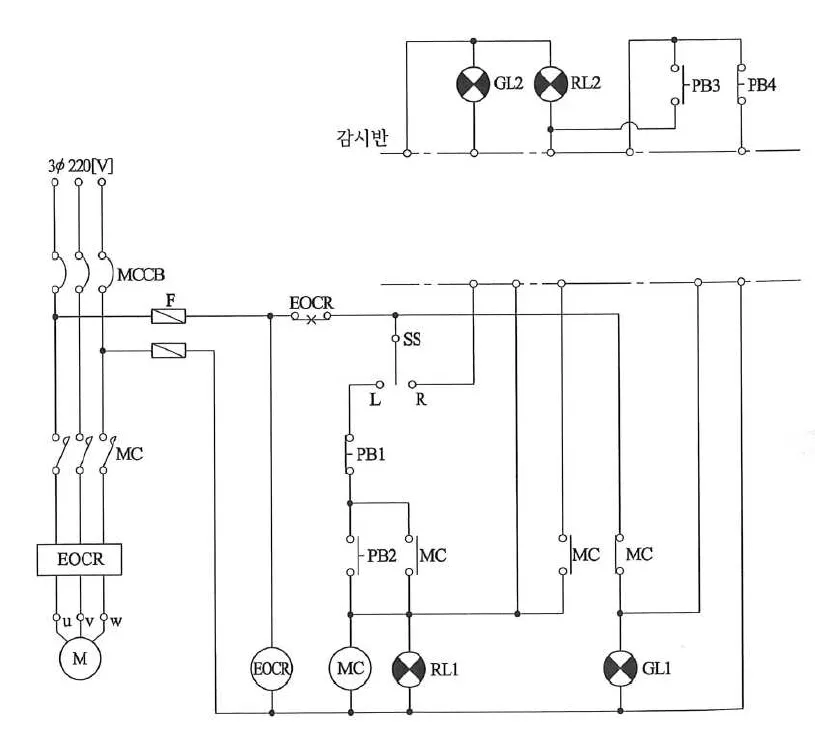 GL2 RL2 PB3 PB4
감시반
3ø 220[V]
MCCB
F
EOCR
SS
L R
MC
PB1
PB2 MC MC MC
EOCR
u v w
M EOCR MC RL1 GL1